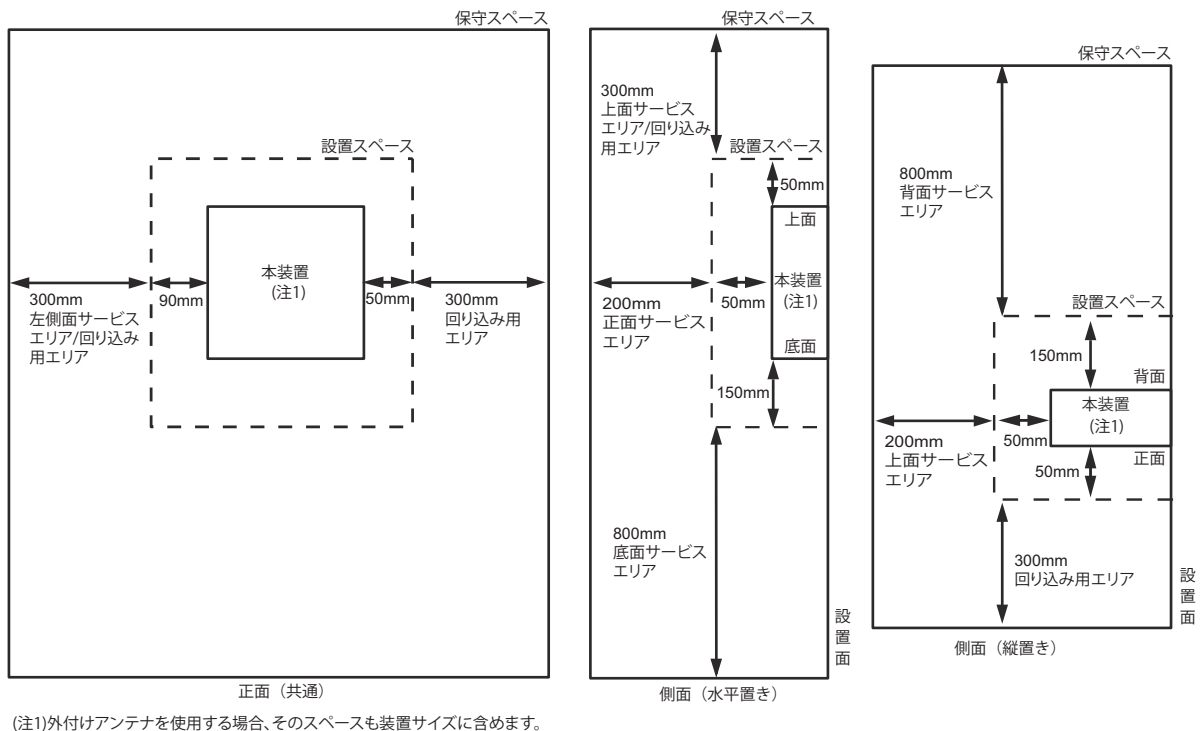 保守スペース
設置スペース
本装置
(注1)
90mm
50mm
300mm
左側面サービス
エリア/回り込み
用エリア
300mm
回り込み用
エリア
正面（共通）
保守スペース
300mm
上面サービス
エリア/回り込み
用エリア
設置スペース
50mm
上面
本装置
(注1)
50mm
200mm
正面サービス
エリア
底面
150mm
800mm
底面サービス
エリア
設置面
側面（水平置き）
保守スペース
800mm
背面サービス
エリア
設置スペース
150mm
背面
本装置
(注1)
50mm
200mm
上面サービス
エリア
正面
50mm
300mm
回り込み用エリア
設置面
側面（縦置き）
(注1)外付けアンテナを使用する場合、そのスペースも装置サイズに含めます。